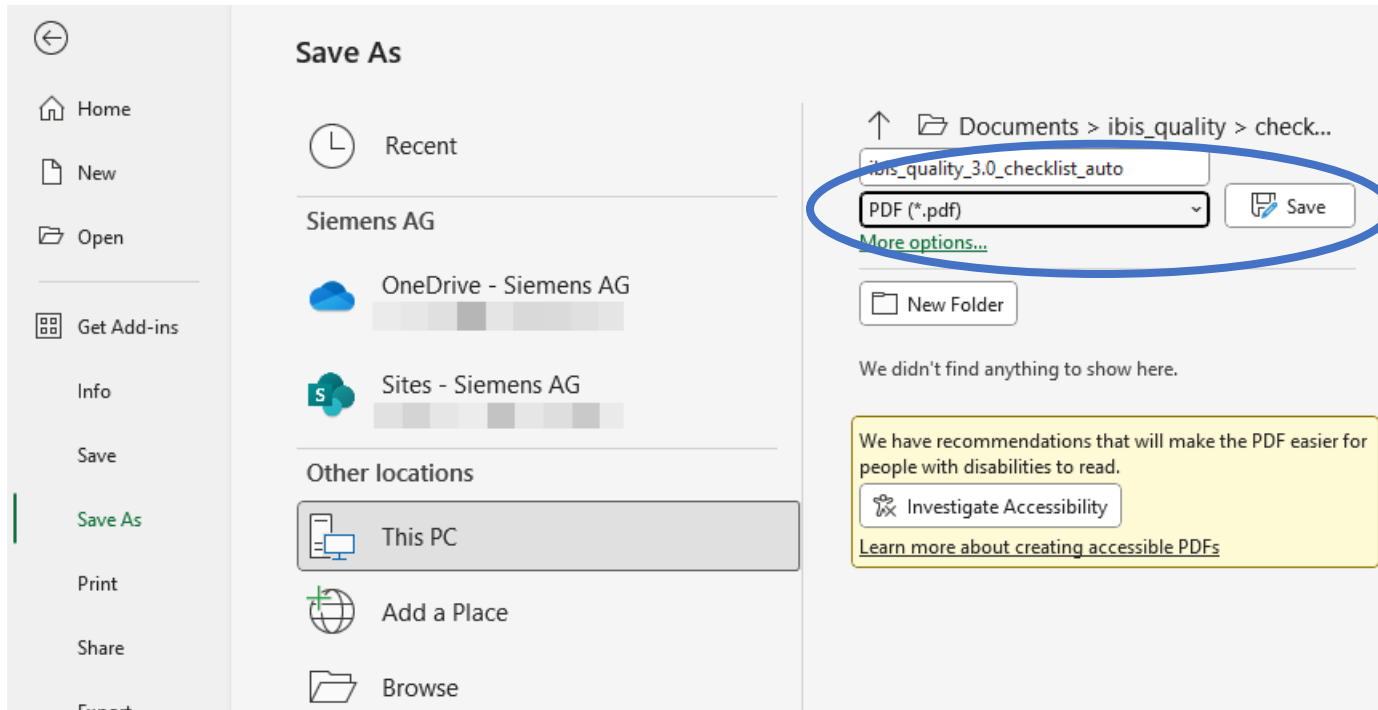 Home
New
Open
Get Add-ins
Info
Save
Save As
Print
Share
Export
Save As
Recent
Siemens AG
OneDrive - Siemens AG
Sites - Siemens AG
Other locations
This PC
Add a Place
Browse
Documents > ibis_quality > check...
ibis_quality_3.0_checklist_auto
PDF (*.pdf)
Save
More options...
New Folder
We didn't find anything to show here.
We have recommendations that will make the PDF easier for
people with disabilities to read.
Investigate Accessibility
Learn more about creating accessible PDFs